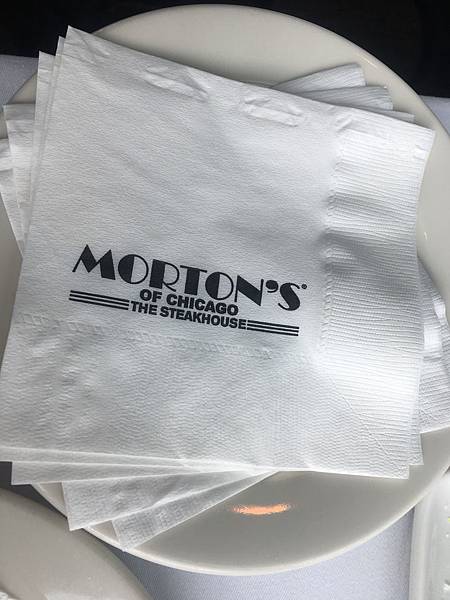 MORTON'S®
OF CHICAGO
THE STEAKHOUSE